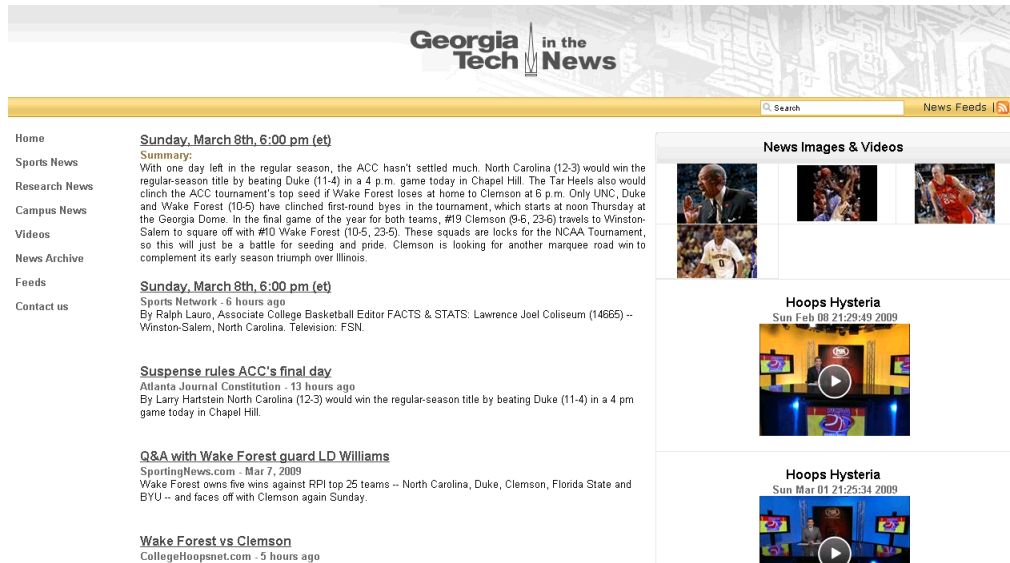 Georgia Tech in the News
Search
News Feeds |
Home
Sports News
Research News
Campus News
Videos
News Archive
Feeds
Contact us
Sunday, March 8th, 6:00 pm (et)
Summary:
With one day left in the regular season, the ACC hasn't settled much. North Carolina (12-3) would win the
regular-season title by beating Duke (11-4) in a 4 p.m. game today in Chapel Hill. The Tar Heels also would
clinch the ACC tournament's top seed if Wake Forest loses at home to Clemson at 6 p.m. Only UNC, Duke
and Wake Forest (10-5) have clinched first-round byes in the tournament, which starts at noon Thursday at
the Georgia Dome. In the final game of the year for both teams, #19 Clemson (9-6, 23-6) travels to Winston-
Salem to square off with #10 Wake Forest (10-5, 23-5). These squads are locks for the NCAA Tournament,
so this will just be a battle for seeding and pride. Clemson is looking for another marquee road win to
complement its early season triumph over Illinois.
Sunday, March 8th, 6:00 pm (et)
Sports Network - 6 hours ago
By Ralph Lauro, Associate College Basketball Editor FACTS & STATS: Lawrence Joel Coliseum (14665) --
Winston-Salem, North Carolina. Television: FSN.
Suspense rules ACC's final day
Atlanta Journal Constitution - 13 hours ago
By Larry Hartstein North Carolina (12-3) would win the regular-season title by beating Duke (11-4) in a 4 pm
game today in Chapel Hill.
Q&A with Wake Forest guard LD Williams
SportingNews.com - Mar 7, 2009
Wake Forest owns five wins against RPI top 25 teams -- North Carolina, Duke, Clemson, Florida State and
BYU -- and faces off with Clemson again Sunday.
Wake Forest vs Clemson
CollegeHoopsnet.com - 5 hours ago
News Images & Videos
Hoops Hysteria
Sun Feb 08 21:29:49 2009
Hoops Hysteria
Sun Mar 01 21:25:34 2009